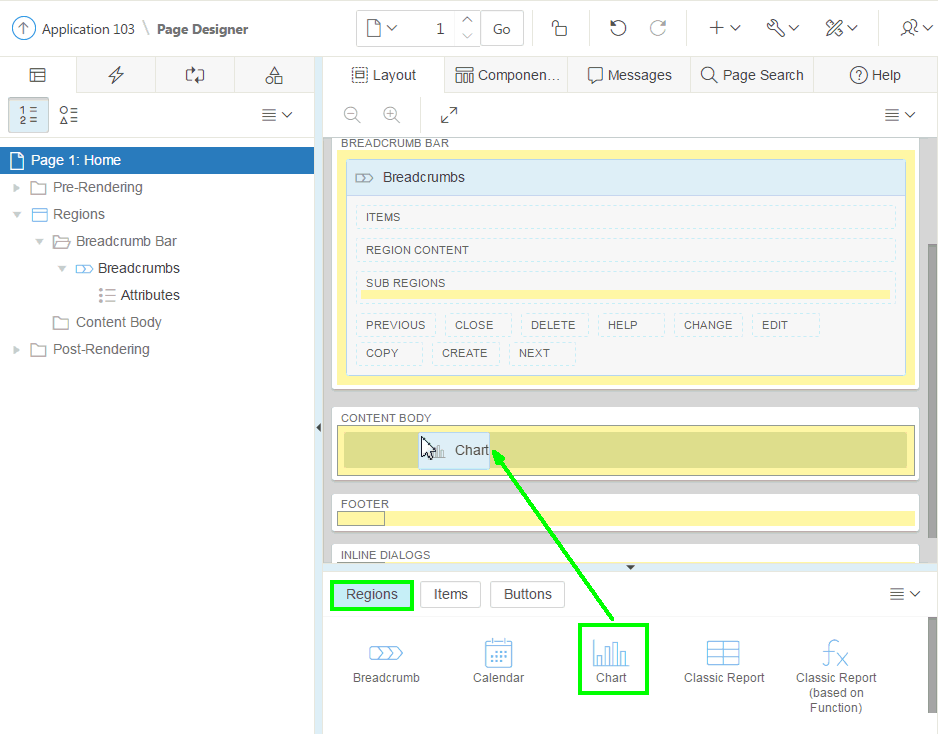 Application 103 \ Page Designer
1
Go
Layout
Componen...
Messages
Page Search
Help
Page 1: Home
Pre-Rendering
Regions
Breadcrumb Bar
Breadcrumbs
Attributes
Content Body
Post-Rendering
BREADCRUMB BAR
Breadcrumbs
ITEMS
REGION CONTENT
SUB REGIONS
PREVIOUS CLOSE DELETE HELP CHANGE EDIT
COPY CREATE NEXT
CONTENT BODY
Chart
FOOTER
INLINE DIALOGS
Regions Items Buttons
Breadcrumb
Calendar
Chart
Classic Report
Classic Report
(based on
Function)